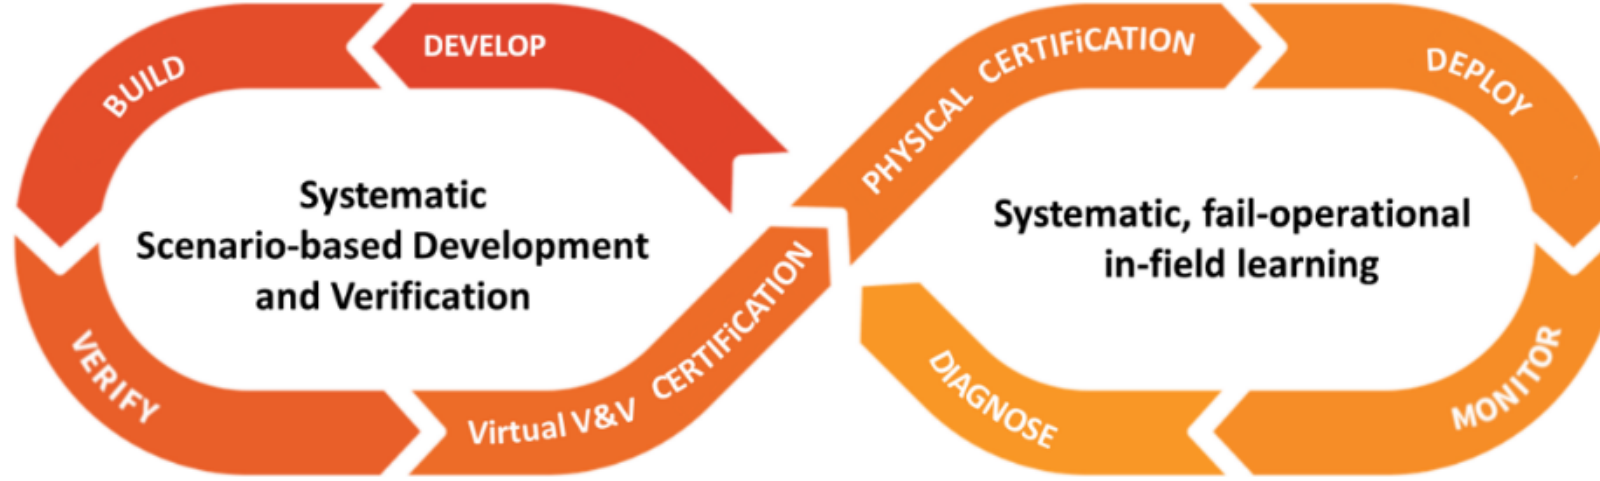 DEVELOP
BUILD
Systematic
Scenario-based Development
and Verification
VERIFY
Virtual V&V CERTIFiCATION
PHYSICAL CERTIFiCATION
DEPLOY
Systematic, fail-operational
in-field learning
MONITOR
DIAGNOSE